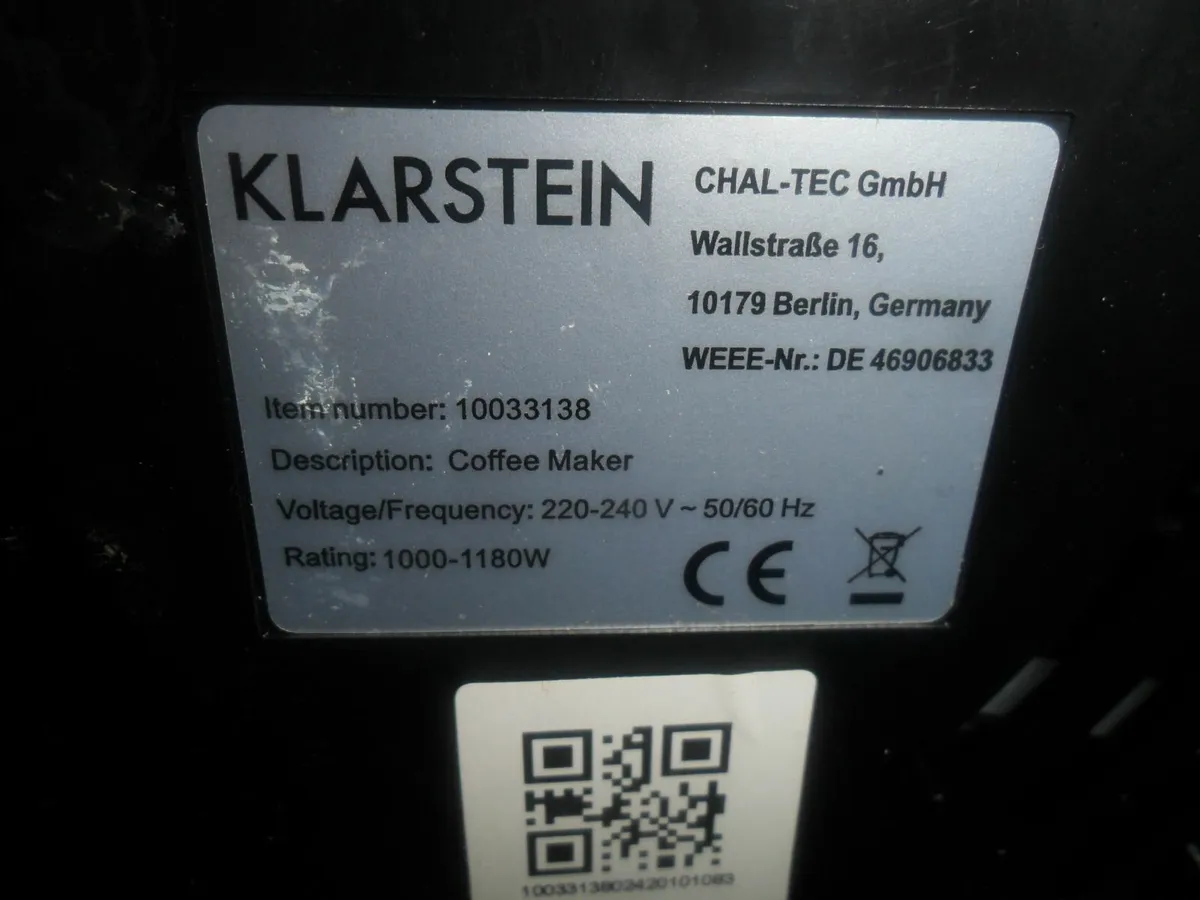 KLARSTEIN
CHAL-TEC GmbH
Wallstraße 16,
10179 Berlin, Germany
WEEE-Nr.: DE 46906833
Item number: 10033138
Description: Coffee Maker
Voltage/Frequency: 220-240 V ~ 50/60 Hz
Rating: 1000-1180W
CE
1003313802420101083